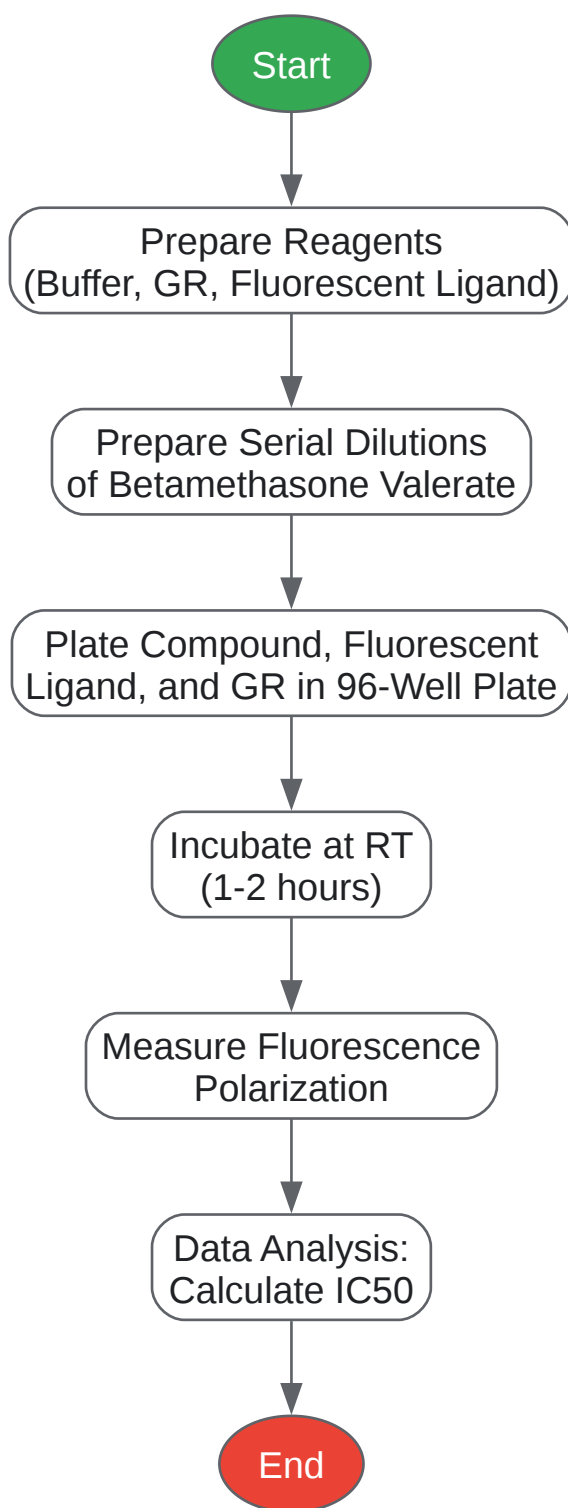 Start
Prepare Reagents
(Buffer, GR, Fluorescent Ligand)
Prepare Serial Dilutions
of Betamethasone Valerate
Plate Compound, Fluorescent
Ligand, and GR in 96-Well Plate
Incubate at RT
(1-2 hours)
Measure Fluorescence
Polarization
Data Analysis:
Calculate IC50
End